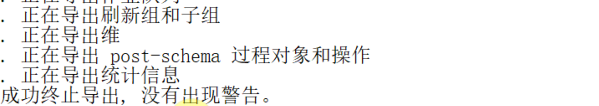 . 正在导出刷新组和子组
. 正在导出维
. 正在导出 post-schema 过程对象和操作
. 正在导出统计信息
成功终止导出, 没有出现警告。